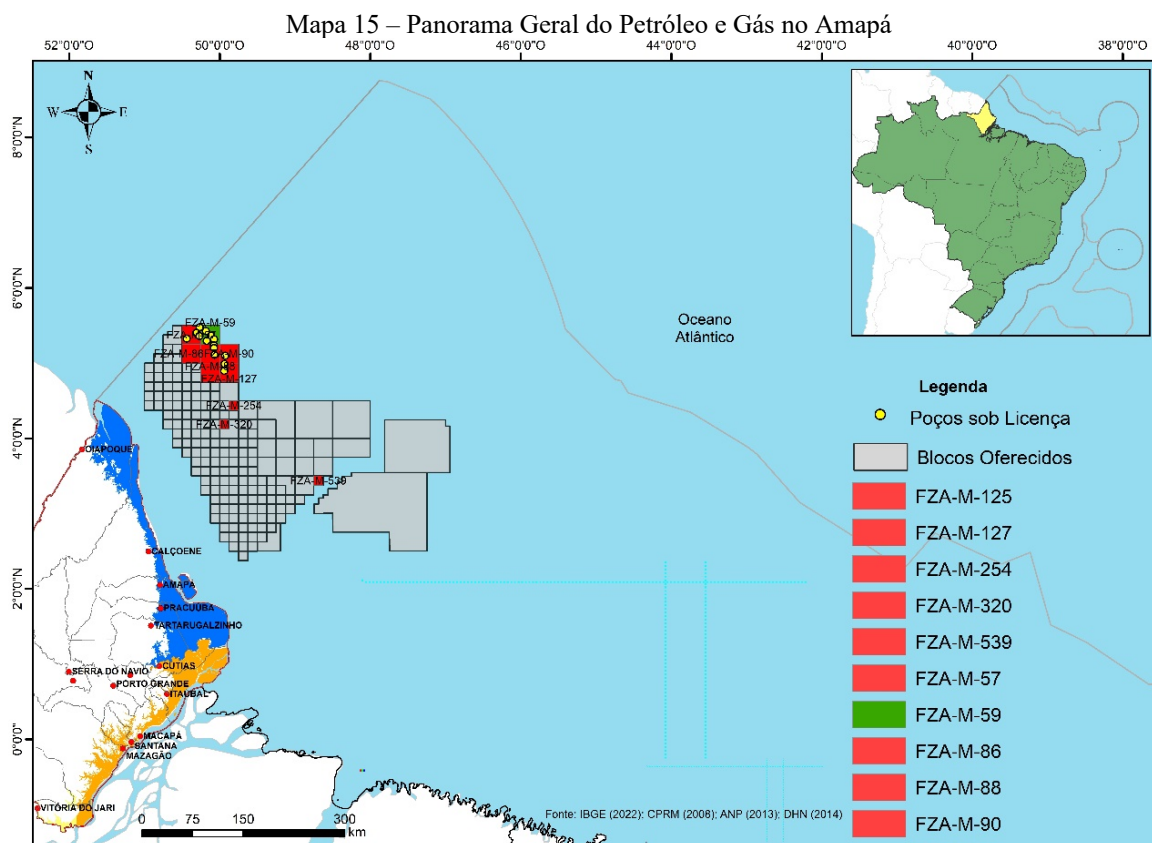 Mapa 15 – Panorama Geral do Petróleo e Gás no Amapá
52°0'0"O 50°0'0"O 48°0'0"O 46°0'0"O 44°0'0"O 42°0'0"O 40°0'0"O 38°0'0"O
8°0'0"N
6°0'0"N
4°0'0"N
2°0'0"N
0°0'0"
N
W E
S
FZA-M-59
FZA-M-86
FZA-M-90
FZA-M-88
FZA-M-127
FZA-M-254
FZA-M-320
FZA-M-539
OIAPOQUE
CALÇOENE
AMAPÁ
PRACUÚBA
TARTARUGALZINHO
CUTIAS
SERRA DO NAVIO
PORTO GRANDE
ITAUBAL
MACAPÁ
SANTANA
MAZAGÃO
VITÓRIA DO JARI
Oceano
Atlântico
Legenda
Poços sob Licença
Blocos Oferecidos
FZA-M-125
FZA-M-127
FZA-M-254
FZA-M-320
FZA-M-539
FZA-M-57
FZA-M-59
FZA-M-86
FZA-M-88
FZA-M-90
0 75 150 300
km
Fonte: IBGE (2022); CPRM (2008); ANP (2013); DHN (2014)